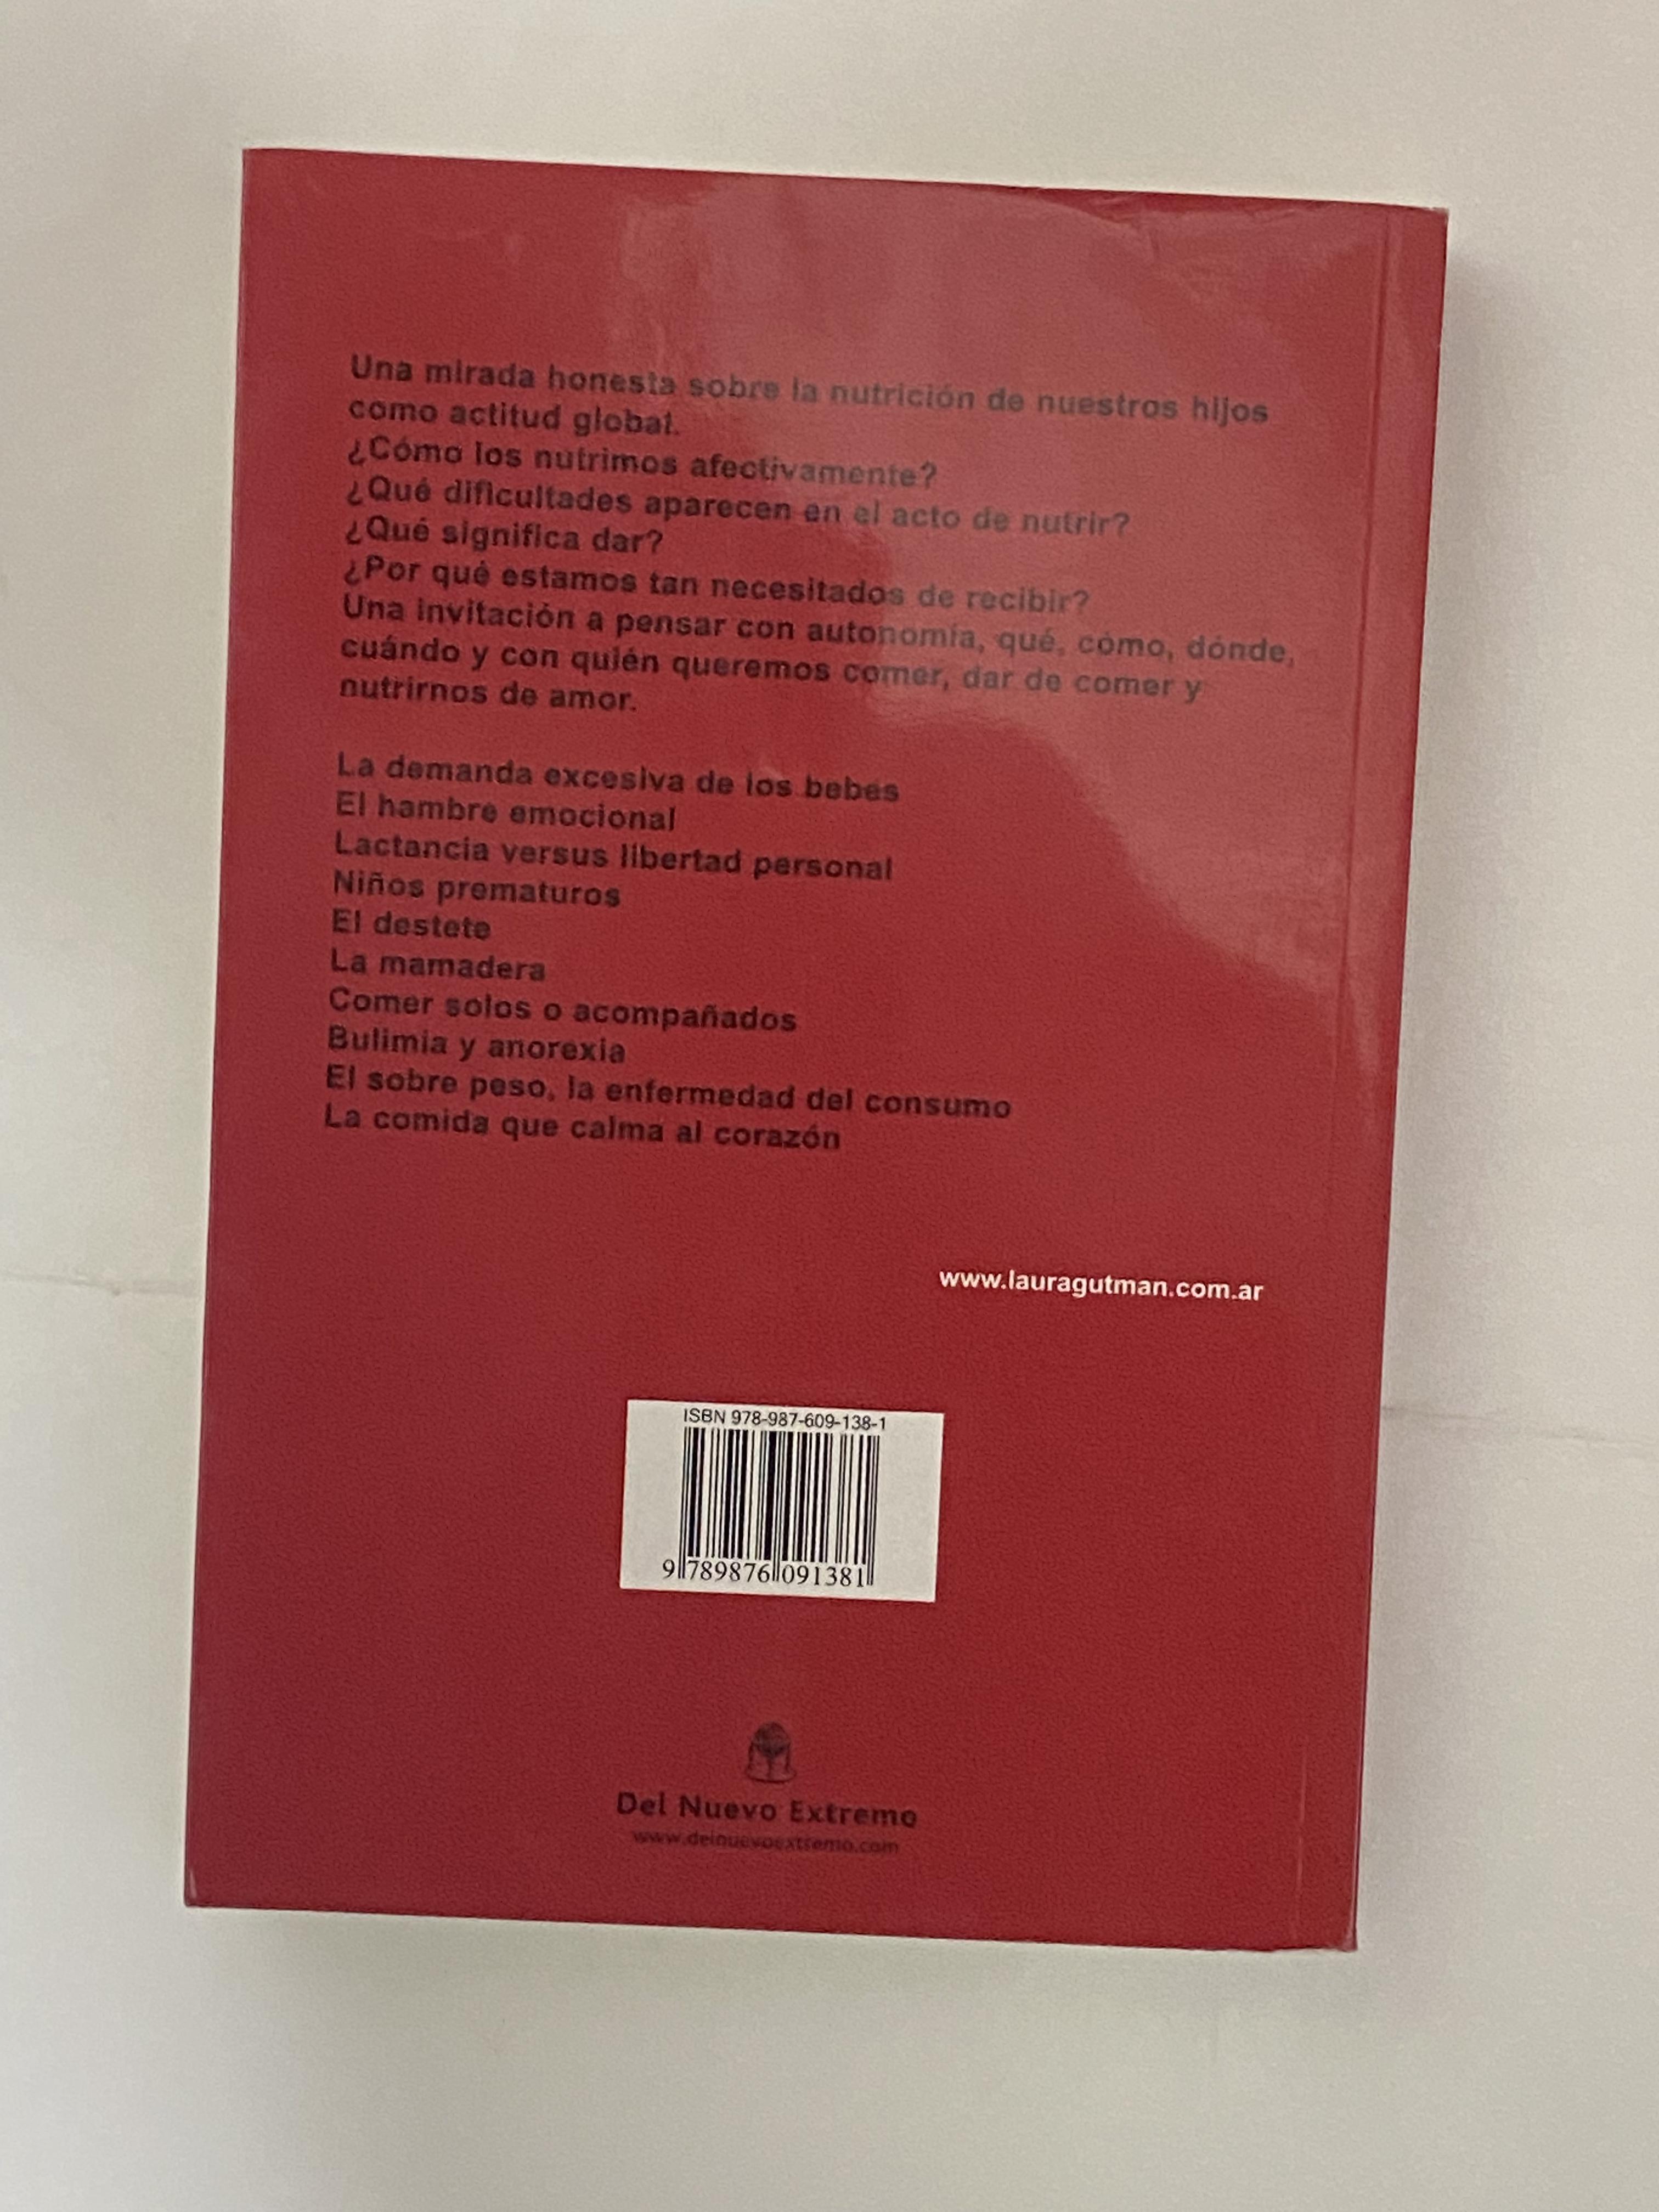 Una mirada honesta sobre la nutrición de nuestros hijos
como actitud global.
¿Cómo los nutrimos afectivamente?
¿Qué dificultades aparecen en el acto de nutrir?
¿Qué significa dar?
¿Por qué estamos tan necesitados de recibir?
Una invitación a pensar con autonomía, qué, cómo, dónde,
cuándo y con quién queremos comer, dar de comer y
nutrirnos de amor.
La demanda excesiva de los bebes
El hambre emocional
Lactancia versus libertad personal
Niños prematuros
El destete
La mamadera
Comer solos o acompañados
Bulimia y anorexia
El sobre peso, la enfermedad del consumo
La comida que calma al corazón
www.lauragutman.com.ar
ISBN 978-987-609-138-1
9 789876 091381
Del Nuevo Extremo
www.delnuevoextremo.com